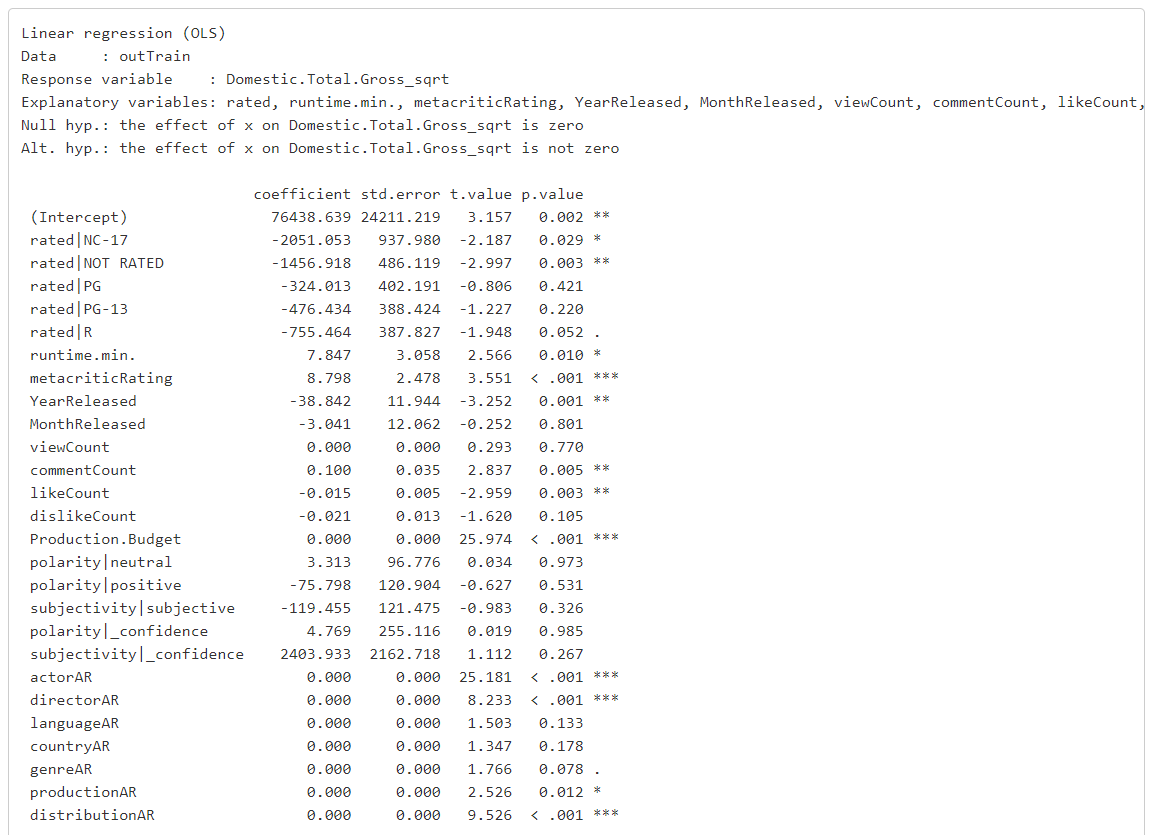 Linear regression (OLS)
Data     : outTrain
Response variable    : Domestic.Total.Gross_sqrt
Explanatory variables: rated, runtime.min., metacriticRating, YearReleased, MonthReleased, viewCount, commentCount, likeCount,
Null hyp.: the effect of x on Domestic.Total.Gross_sqrt is zero
Alt. hyp.: the effect of x on Domestic.Total.Gross_sqrt is not zero
coefficient std.error t.value p.value
(Intercept) 76438.639 24211.219 3.157 0.002 **
rated|NC-17 -2051.053 937.980 -2.187 0.029 *
rated|NOT RATED -1456.918 486.119 -2.997 0.003 **
rated|PG -324.013 402.191 -0.806 0.421
rated|PG-13 -476.434 388.424 -1.227 0.220
rated|R -755.464 387.827 -1.948 0.052 .
runtime.min. 7.847 3.058 2.566 0.010 *
metacriticRating 8.798 2.478 3.551 < .001 ***
YearReleased -38.842 11.944 -3.252 0.001 **
MonthReleased -3.041 12.062 -0.252 0.801
viewCount 0.000 0.000 0.293 0.770
commentCount 0.100 0.035 2.837 0.005 **
likeCount -0.015 0.005 -2.959 0.003 **
dislikeCount -0.021 0.013 -1.620 0.105
Production.Budget 0.000 0.000 25.974 < .001 ***
polarity|neutral 3.313 96.776 0.034 0.973
polarity|positive -75.798 120.904 -0.627 0.531
subjectivity|subjective -119.455 121.475 -0.983 0.326
polarity|_confidence 4.769 255.116 0.019 0.985
subjectivity|_confidence 2403.933 2162.718 1.112 0.267
actorAR 0.000 0.000 25.181 < .001 ***
directorAR 0.000 0.000 8.233 < .001 ***
languageAR 0.000 0.000 1.503 0.133
countryAR 0.000 0.000 1.347 0.178
genreAR 0.000 0.000 1.766 0.078 .
productionAR 0.000 0.000 2.526 0.012 *
distributionAR 0.000 0.000 9.526 < .001 ***